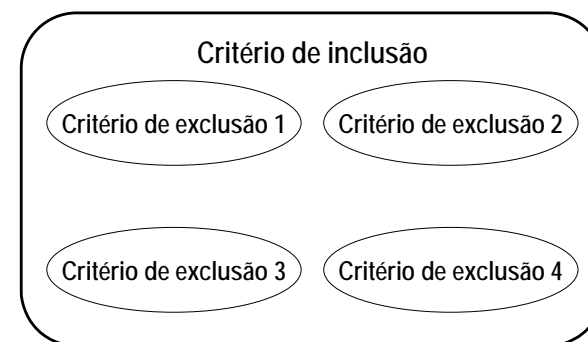 Critério de inclusão
Critério de exclusão 1
Critério de exclusão 2
Critério de exclusão 3
Critério de exclusão 4